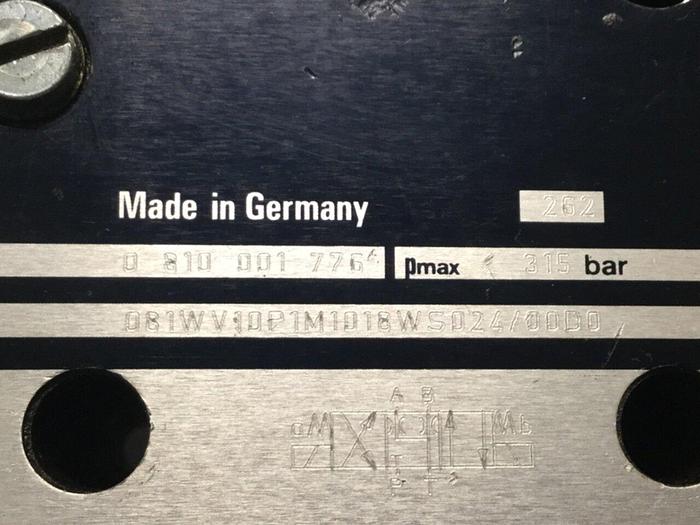 Made in Germany 262
0 810 001 776 pmax 315 bar
081WV10P1M1018WS024/00D0
A B
a b
P T